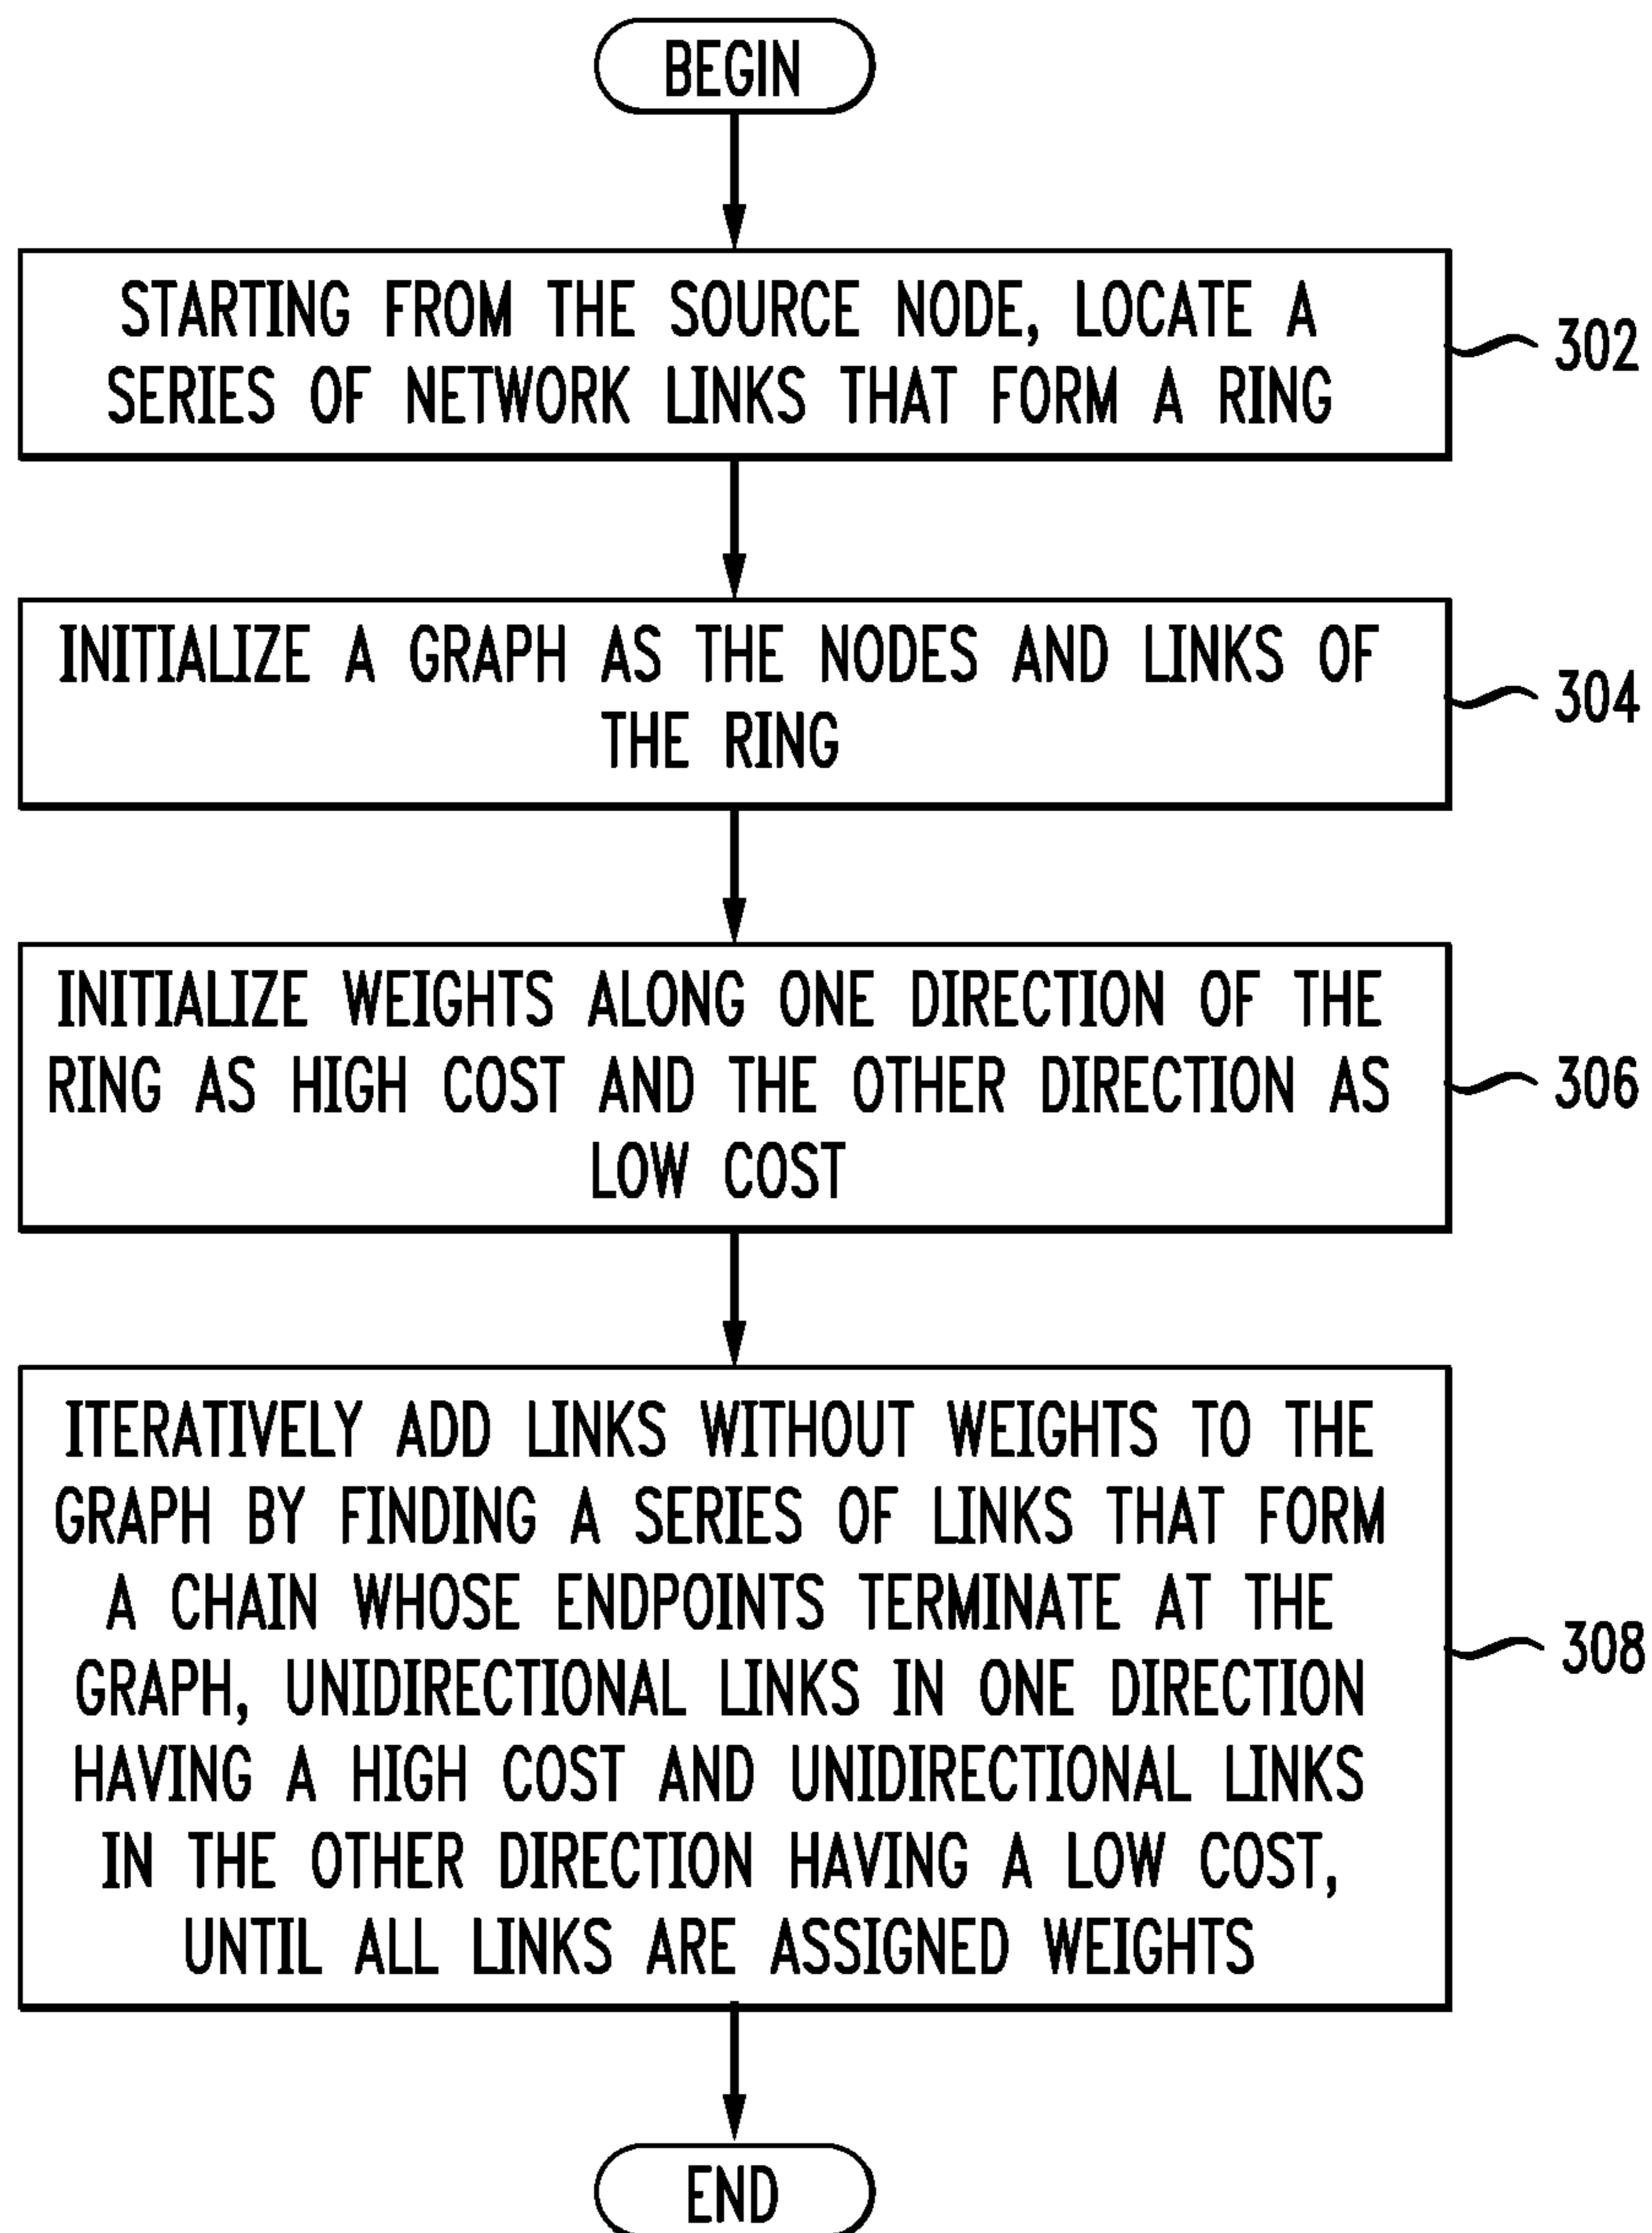 BEGIN
STARTING FROM THE SOURCE NODE, LOCATE A
SERIES OF NETWORK LINKS THAT FORM A RING
302
INITIALIZE A GRAPH AS THE NODES AND LINKS OF
THE RING
304
INITIALIZE WEIGHTS ALONG ONE DIRECTION OF THE
RING AS HIGH COST AND THE OTHER DIRECTION AS
LOW COST
306
ITERATIVELY ADD LINKS WITHOUT WEIGHTS TO THE
GRAPH BY FINDING A SERIES OF LINKS THAT FORM
A CHAIN WHOSE ENDPOINTS TERMINATE AT THE
GRAPH, UNIDIRECTIONAL LINKS IN ONE DIRECTION
HAVING A HIGH COST AND UNIDIRECTIONAL LINKS
IN THE OTHER DIRECTION HAVING A LOW COST,
UNTIL ALL LINKS ARE ASSIGNED WEIGHTS
308
END